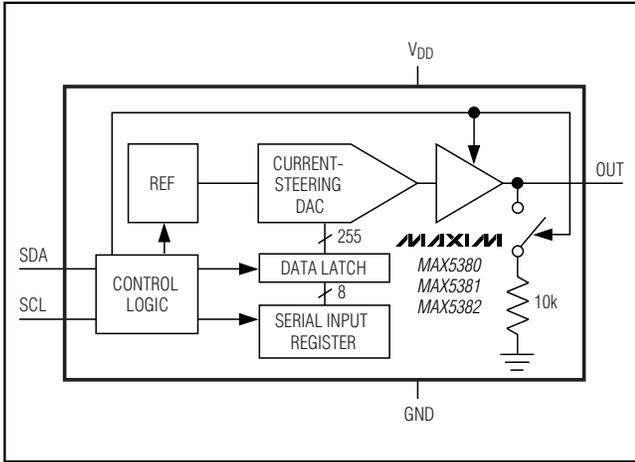 VDD
REF
CURRENT-
STEERING
DAC
OUT
255
MAXIM
SDA
DATA LATCH
MAX5380
CONTROL
LOGIC
8
MAX5381
SCL
SERIAL INPUT
REGISTER
MAX5382
10k
GND